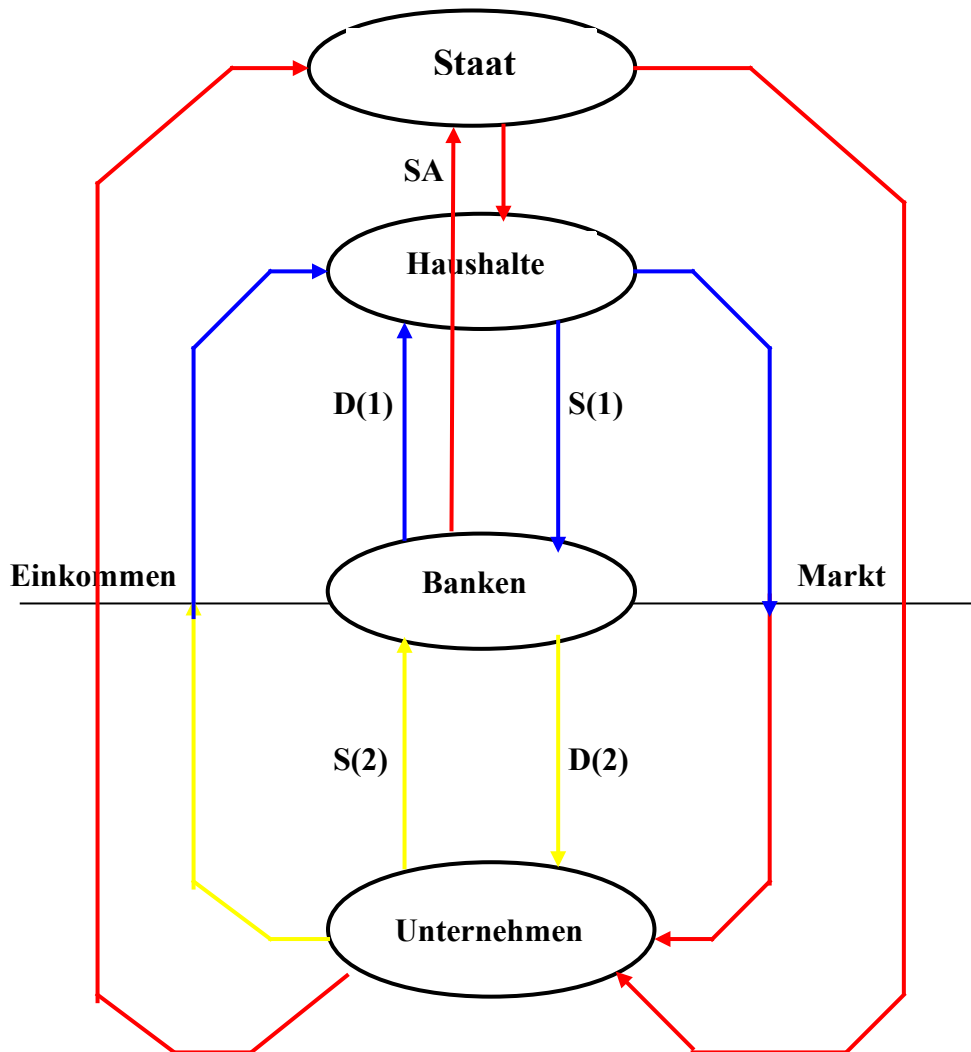 Staat
SA
Haushalte
D(1)
S(1)
Einkommen
Banken
Markt
S(2)
D(2)
Unternehmen